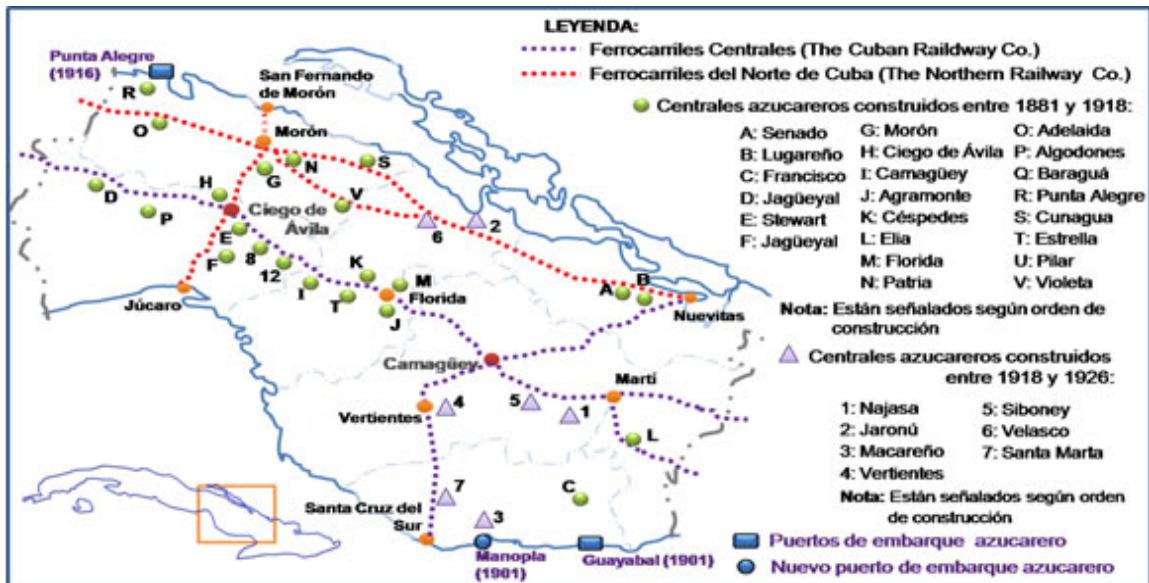 LEYENDA:
Ferrocarriles Centrales (The Cuban Raildway Co.)
Ferrocarriles del Norte de Cuba (The Northern Railway Co.)
Centrales azucareros construidos entre 1881 y 1918:
A: Senado
B: Lugareño
C: Francisco
D: Jagüeyal
E: Stewart
F: Jagüeyal
G: Morón
H: Ciego de Ávila
I: Camagüey
J: Agramonte
K: Céspedes
L: Elia
M: Florida
N: Patria
O: Adelaida
P: Algodones
Q: Baraguá
R: Punta Alegre
S: Cunagua
T: Estrella
U: Pilar
V: Violeta
Nota: Están señalados según orden de
construcción
Centrales azucareros construidos
entre 1918 y 1926:
1: Najasa
2: Jaronú
3: Macareño
4: Vertientes
5: Siboney
6: Velasco
7: Santa Marta
Nota: Están señalados según orden
de construcción
Puertos de embarque azucarero
Nuevo puerto de embarque azucarero
Punta Alegre
(1916)
R
O
San Fernando
de Morón
Morón
N
S
G
H
D
P
V
Ciego de
Ávila
6
2
E
F
8
12
I
K
M
T
Florida
J
Júcaro
A
B
Nuevitas
Camagüey
Martí
Vertientes
4
5
1
L
7
C
3
Santa Cruz del
Sur
Manopla
(1901)
Guayabal (1901)